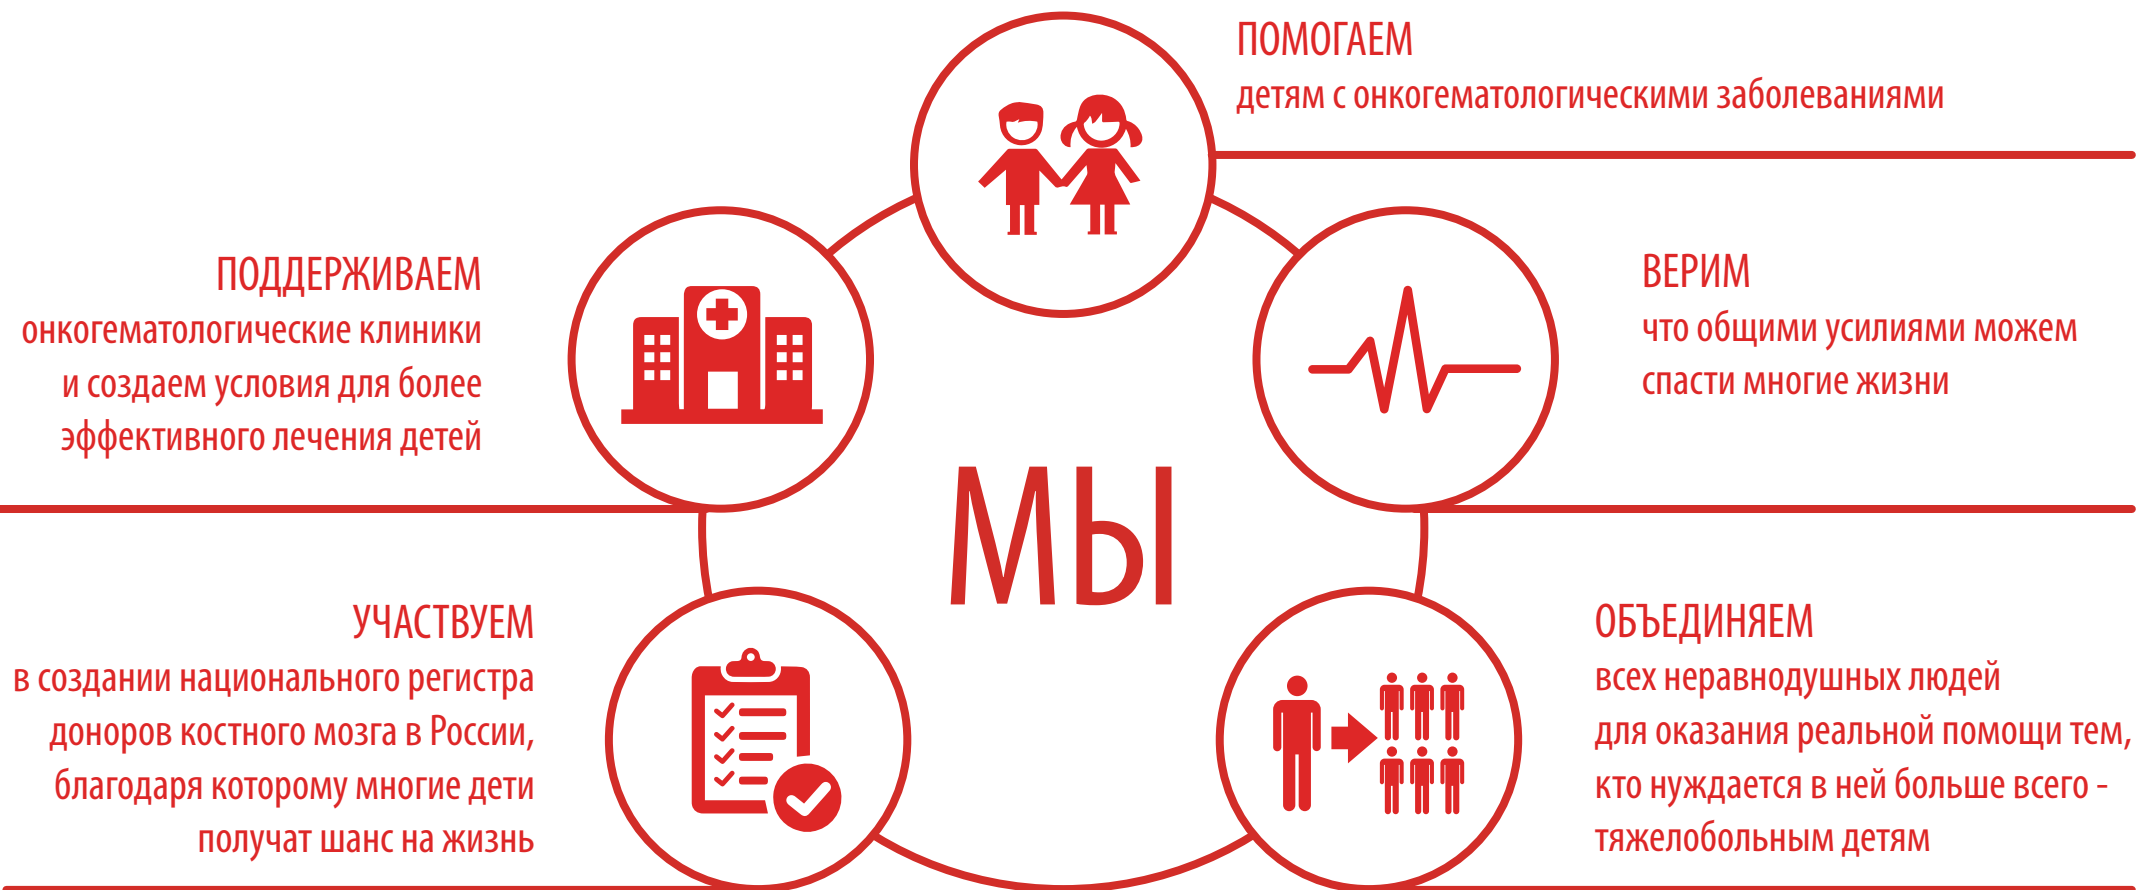 ПОМОГАЕМ
детям с онкогематологическими заболеваниями
ПОДДЕРЖИВАЕМ
онкогематологические клиники
и создаем условия для более
эффективного лечения детей
ВЕРИМ
что общими усилиями можем
спасти многие жизни
МЫ
УЧАСТВУЕМ
в создании национального регистра
доноров костного мозга в России,
благодаря которому многие дети
получат шанс на жизнь
ОБЪЕДИНЯЕМ
всех неравнодушных людей
для оказания реальной помощи тем,
кто нуждается в ней больше всего -
тяжелобольным детям